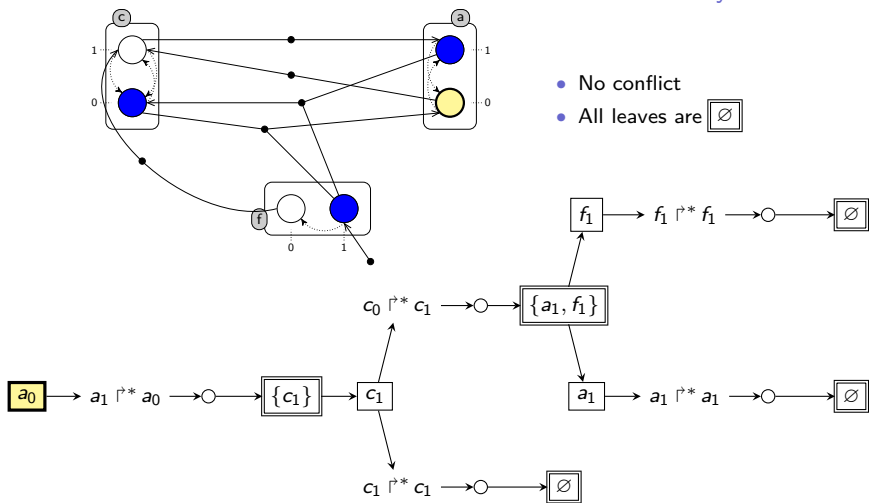 c
a
1
1
0
0
f
0
1
• No conflict
• All leaves are ∅
f₁
f₁ ↱* f₁
∅
c₀ ↱* c₁
{a₁, f₁}
a₀
a₁ ↱* a₀
{c₁}
c₁
a₁
a₁ ↱* a₁
∅
c₁ ↱* c₁
∅